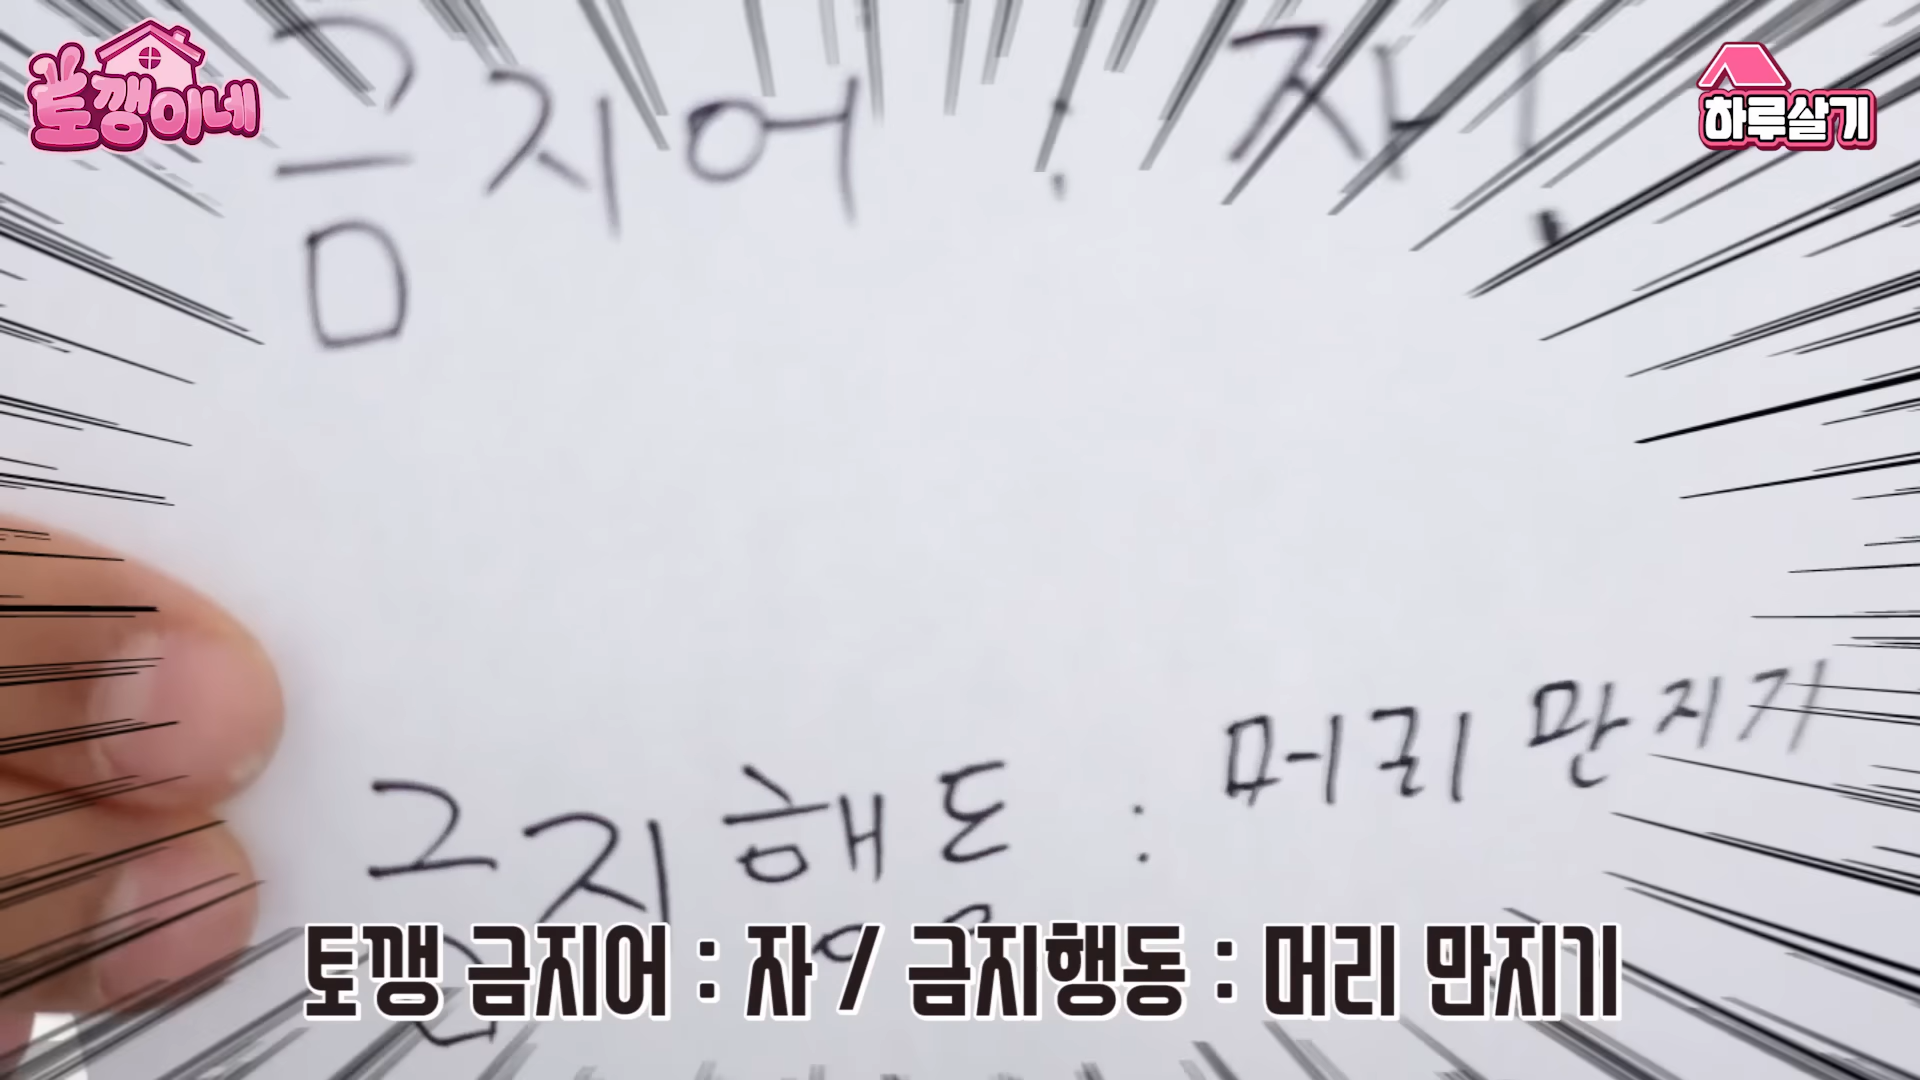 토깽이네
하루살기
금지어 : 자!
금지행동 : 머리 만지기
토깽 금지어 : 자 / 금지행동 : 머리 만지기